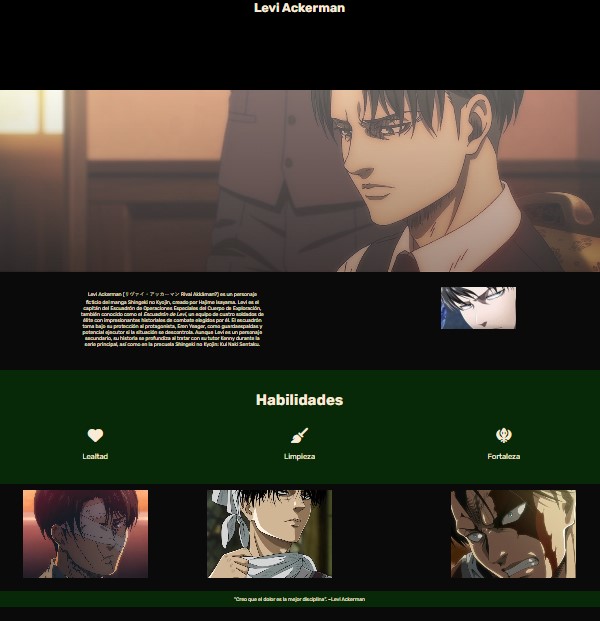 Levi Ackerman
Levi Ackerman [リヴァイ・アッカーマン Rivai Akkāman?] es un personaje
ficticio del manga Shingeki no Kyojin, creado por Hajime Isayama. Levi es el
capitán del Escuadrón de Operaciones Especiales del Cuerpo de Exploración,
también conocido como el Escuadrón de Levi, un equipo de cuatro soldados de
élite con impresionantes historiales de combate elegidos por él. El escuadrón
toma bajo su protección al protagonista, Eren Yeager, como guardaespaldas y
potencial ejecutor si la situación se descontrola. Aunque Levi es un personaje
secundario, su historia se profundiza al tratar con su tutor Kenny durante la
serie principal, así como en la precuela Shingeki no Kyojin: Kui Naki Sentaku.
Habilidades
Lealtad
Limpieza
Fortaleza
"Creo que el dolor es la mejor disciplina". –Levi Ackerman